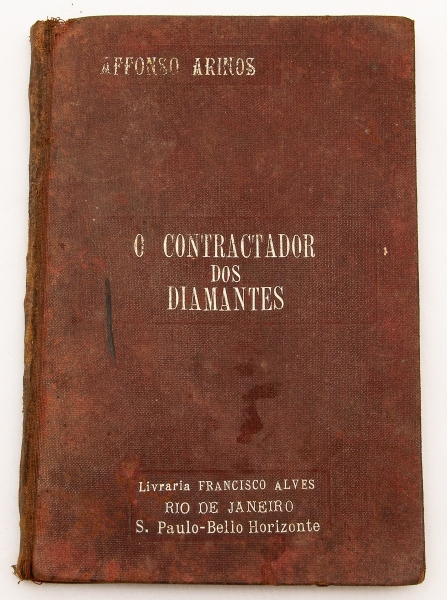 AFFONSO ARINOS
O CONTRACTADOR
DOS
DIAMANTES
Livraria FRANCISCO ALVES
RIO DE JANEIRO
S. Paulo-Bello Horizonte